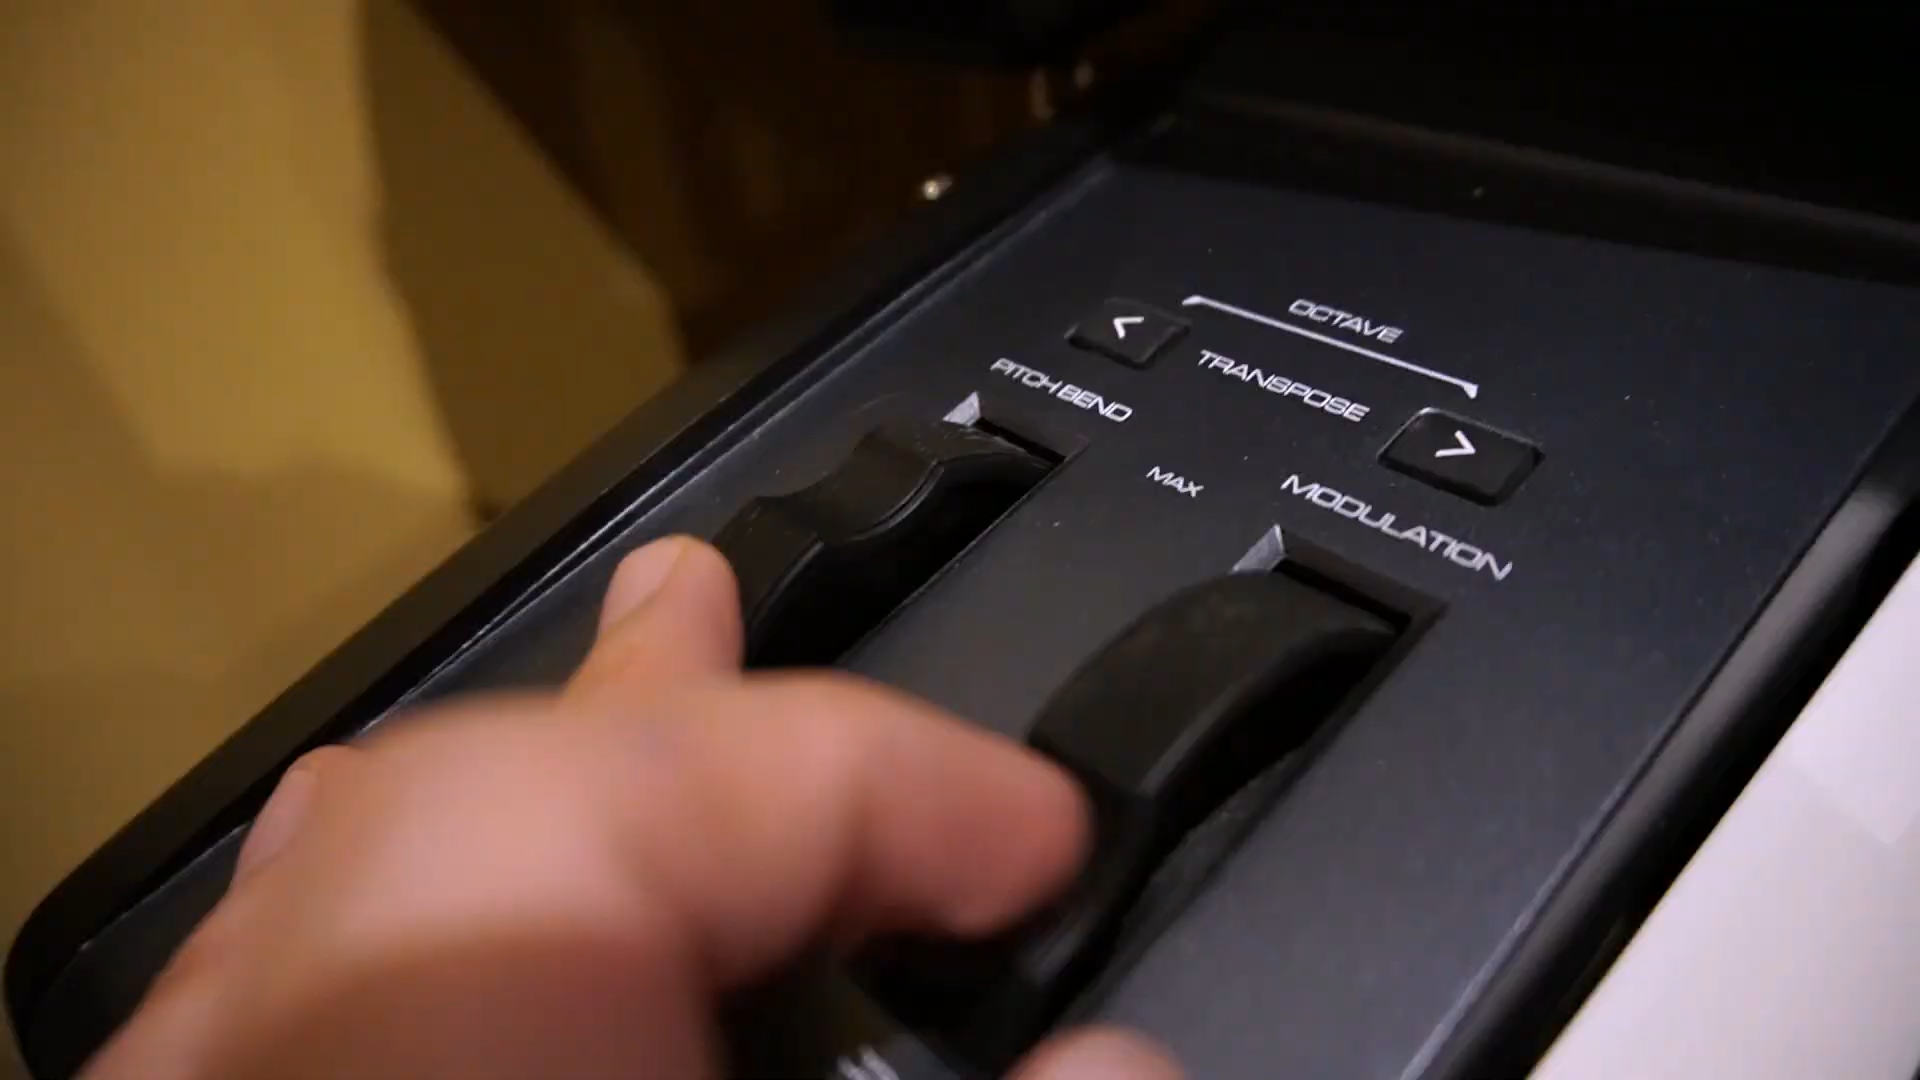 OCTAVE
<
TRANSPOSE
>
PITCH BEND
MAX
MODULATION